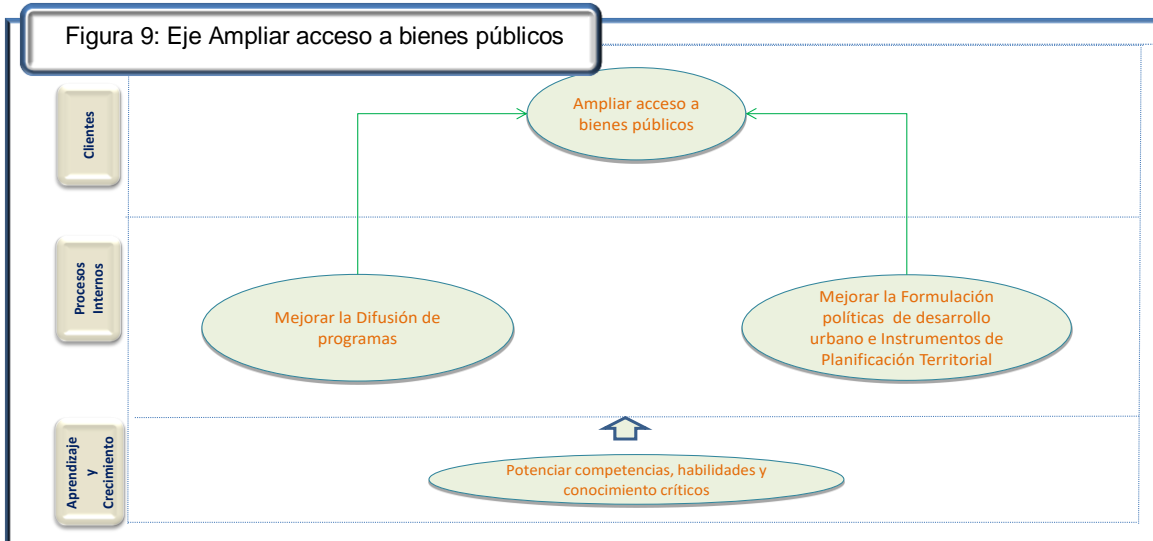 Figura 9: Eje Ampliar acceso a bienes públicos
Clientes
Ampliar acceso a
bienes públicos
Procesos
Internos
Mejorar la Difusión de
programas
Mejorar la Formulación
políticas de desarrollo
urbano e Instrumentos de
Planificación Territorial
Aprendizaje
y
Crecimiento
Potenciar competencias, habilidades y
conocimiento críticos